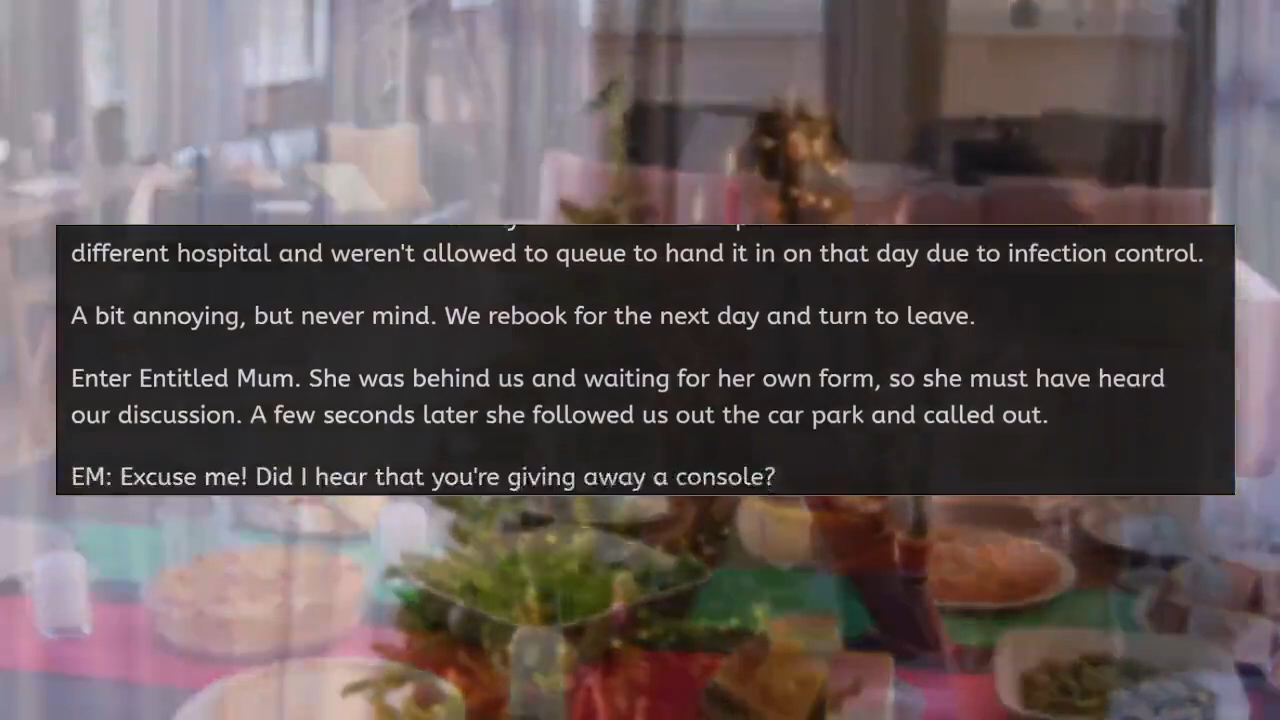 different hospital and weren't allowed to queue to hand it in on that day due to infection control.
A bit annoying, but never mind. We rebook for the next day and turn to leave.
Enter Entitled Mum. She was behind us and waiting for her own form, so she must have heard
our discussion. A few seconds later she followed us out the car park and called out.
EM: Excuse me! Did I hear that you're giving away a console?